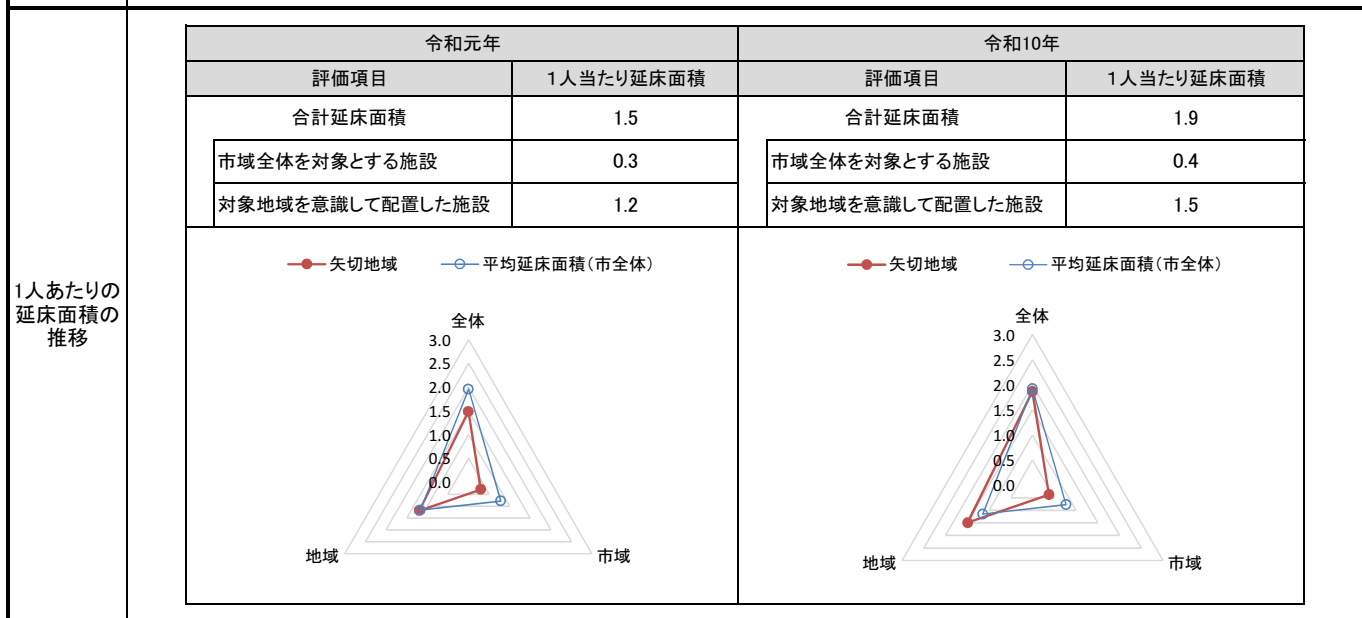 1人あたりの
延床面積の
推移
令和元年
令和10年
評価項目
1人当たり延床面積
評価項目
1人当たり延床面積
合計延床面積
1.5
合計延床面積
1.9
市域全体を対象とする施設
0.3
市域全体を対象とする施設
0.4
対象地域を意識して配置した施設
1.2
対象地域を意識して配置した施設
1.5
矢切地域
平均延床面積(市全体)
全体
3.0
2.5
2.0
1.5
1.0
0.5
0.0
地域
市域
矢切地域
平均延床面積(市全体)
全体
3.0
2.5
2.0
1.5
1.0
0.5
0.0
地域
市域